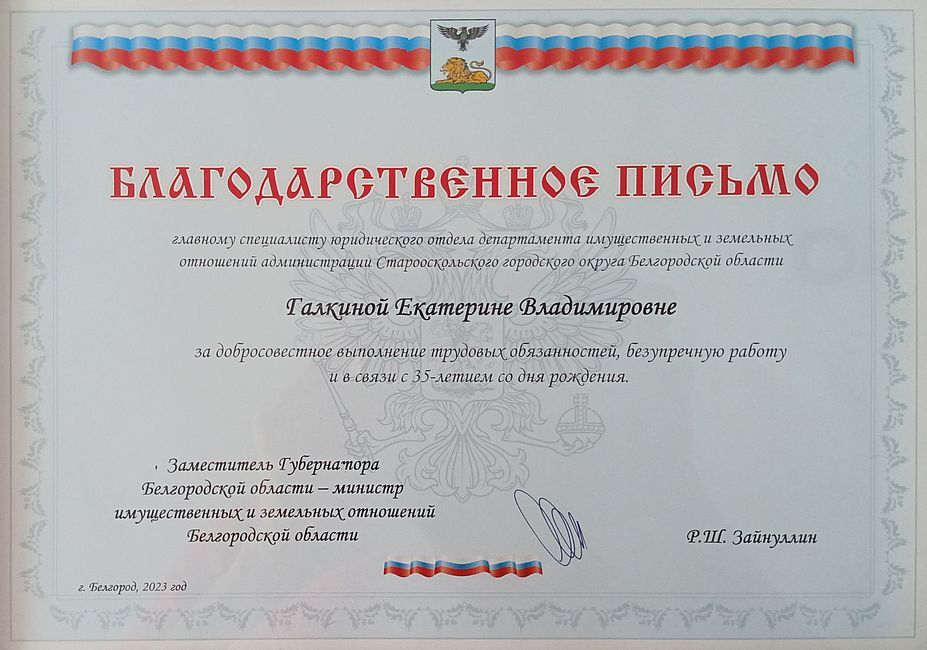 БЛАГОДАРСТВЕННОЕ ПИСЬМО
главному специалисту юридического отдела департамента имущественных и земельных
отношений администрации Старооскольского городского округа Белгородской области
Галкиной Екатерине Владимировне
за добросовестное выполнение трудовых обязанностей, безупречную работу
и в связи с 35-летием со дня рождения.
Заместитель Губернатора
Белгородской области – министр
имущественных и земельных отношений
Белгородской области
Р.Ш. Зайнуллин
г. Белгород, 2023 год